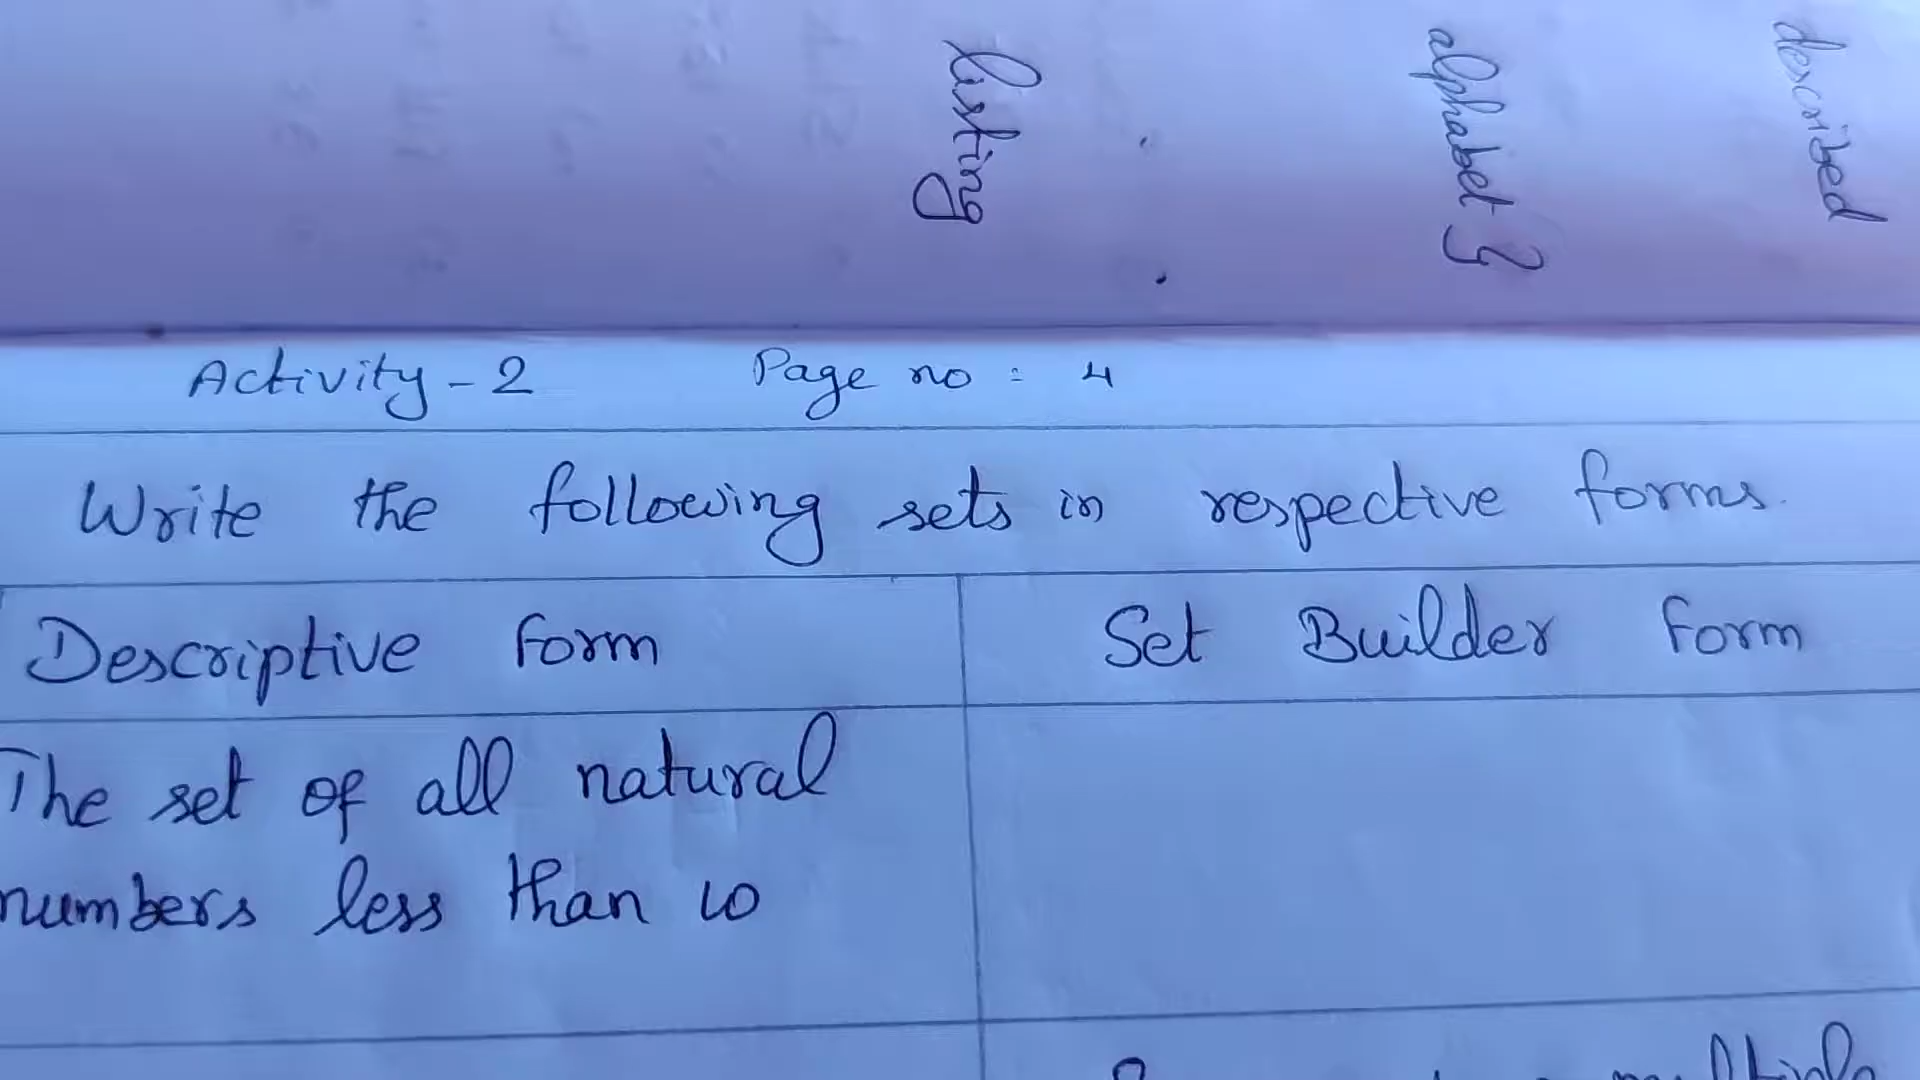 listing
alphabet }
described
Activity - 2 Page no : 4
Write the following sets in respective forms.
Descriptive form Set Builder form
The set of all natural
numbers less than 10